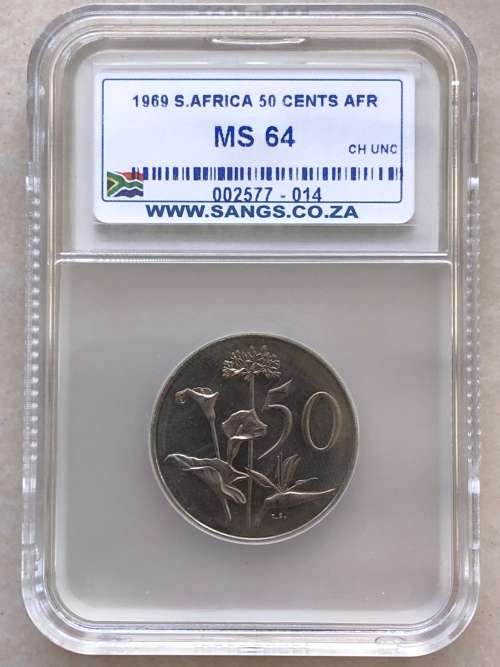 1969 S.AFRICA 50 CENTS AFR
MS 64
CH UNC
002577 - 014
WWW.SANGS.CO.ZA
50